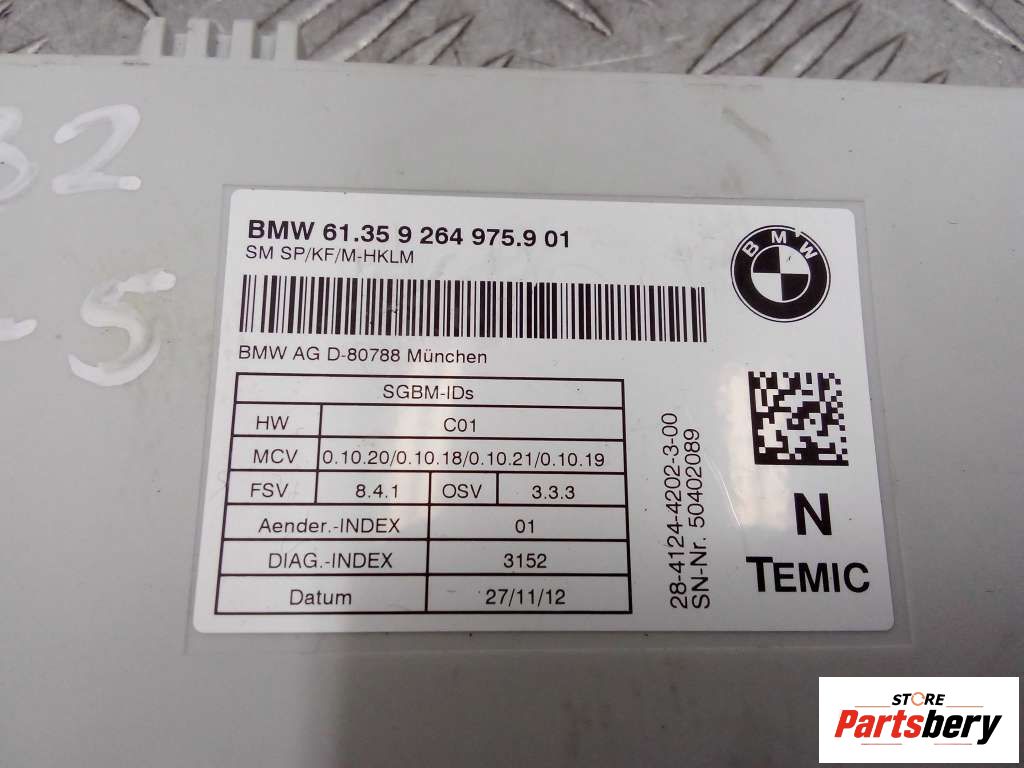 32
-5
BMW 61.35 9 264 975.9 01
SM SP/KF/M-HKLM
BMW
BMW AG D-80788 München
SGBM-IDs
HW C01
MCV 0.10.20/0.10.18/0.10.21/0.10.19
FSV 8.4.1 OSV 3.3.3
Aender.-INDEX 01
DIAG.-INDEX 3152
Datum 27/11/12
28-4124-4202-3-00
SN-Nr. 50402089
N
TEMIC
STORE
Partsbery